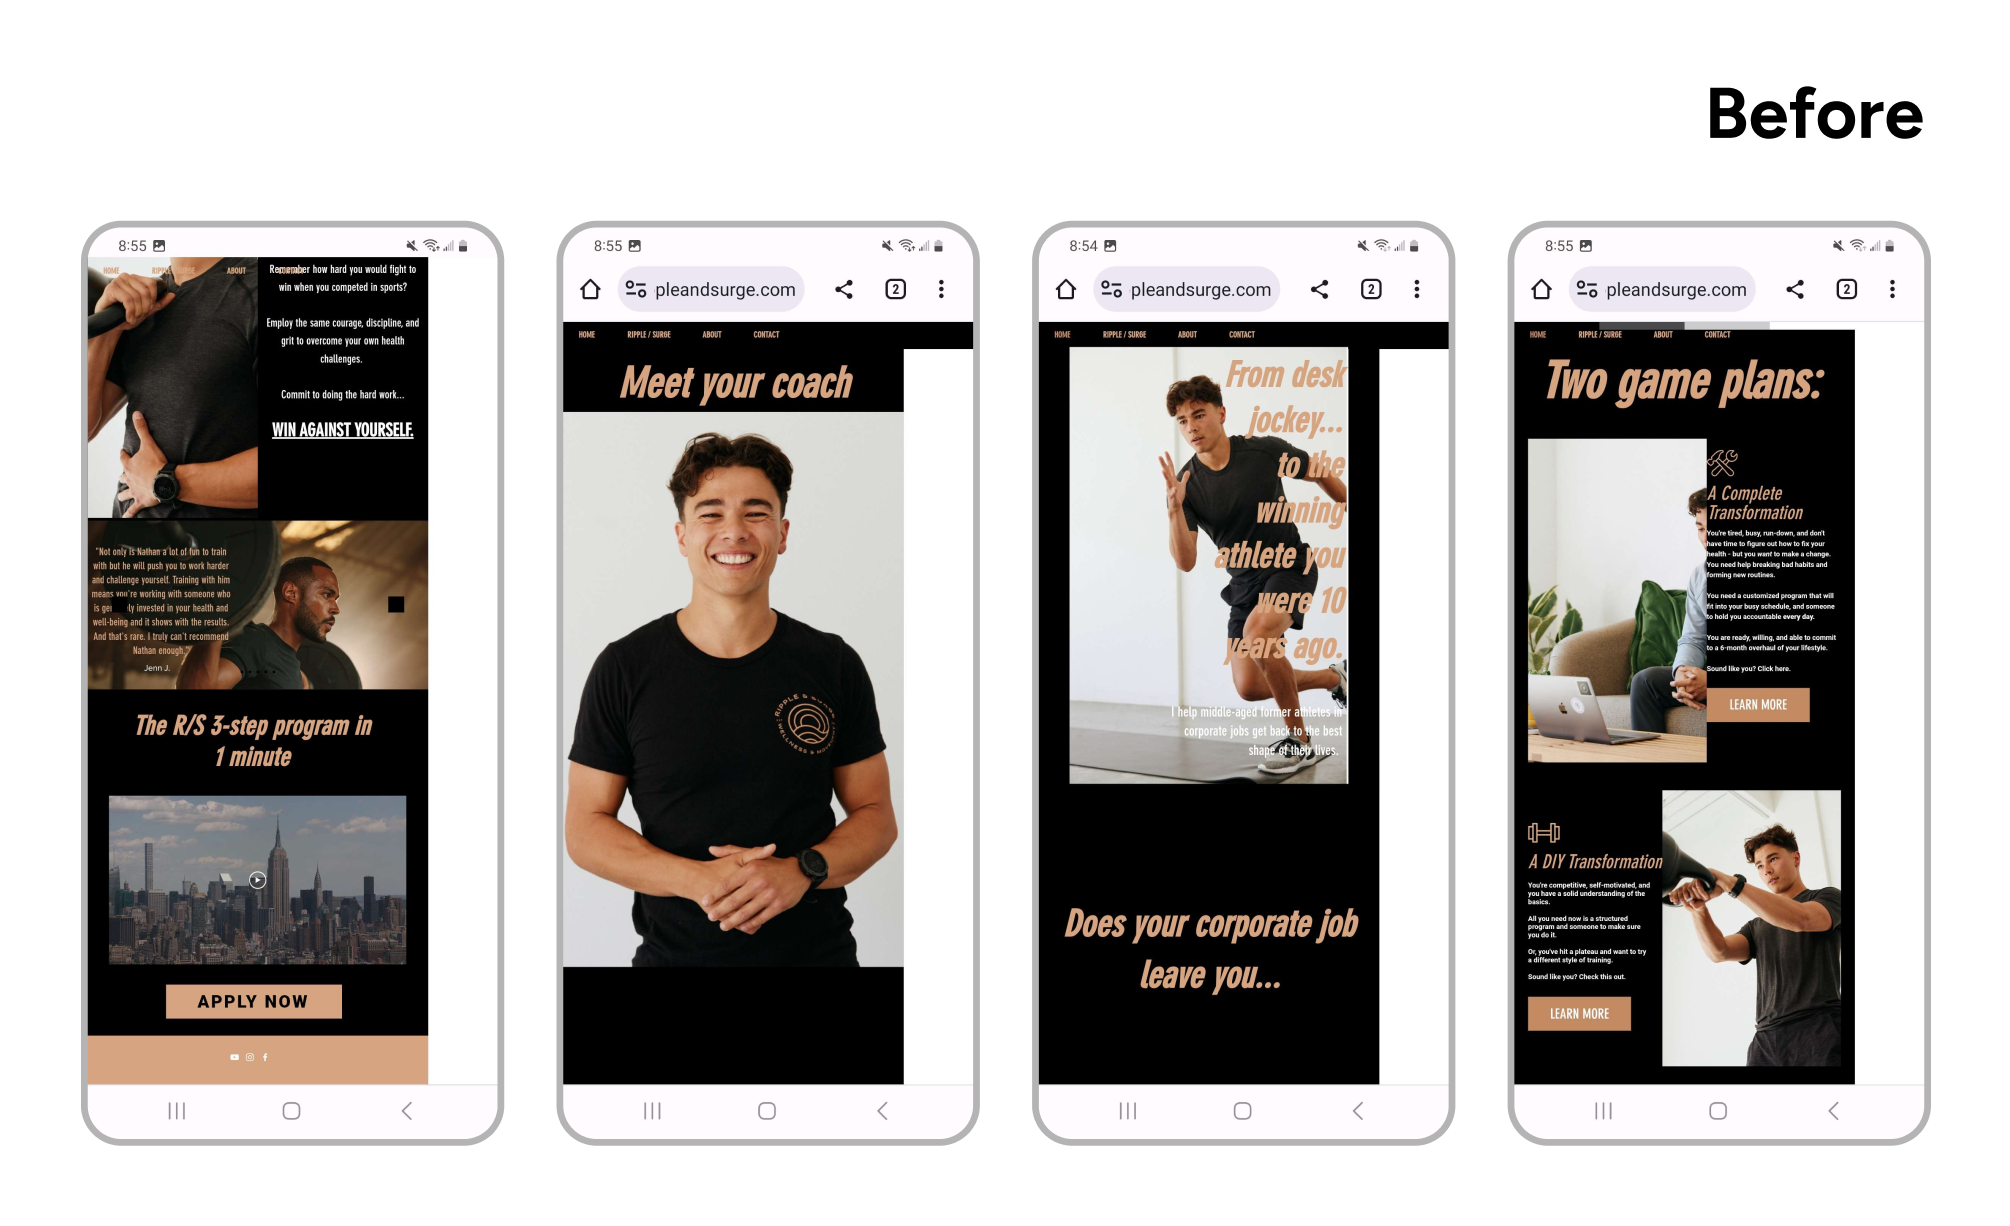 Before
8:55
HOME
ABOUT
Remember how hard you would fight to
win when you competed in sports?
Employ the same courage, discipline, and
grit to overcome your own health
challenges.
Commit to doing the hard work...
WIN AGAINST YOURSELF.
"Not only is Nathan a lot of fun to train
with but he will push you to work harder
and challenge yourself. Training with him
means you're working with someone who
is ly invested in your health and
well-being and it shows with the results.
And that's rare. I truly can't recommend
Nathan enough."
Jenn J.
The R/S 3-step program in
1 minute
APPLY NOW
8:55
pleandsurge.com
2
HOME RIPPLE / SURGE ABOUT CONTACT
Meet your coach
RIPPLE & SURGE
WELLNESS & MOVEMENT
8:54
pleandsurge.com
2
HOME RIPPLE / SURGE ABOUT CONTACT
From desk
jockey...
to the
winning
athlete you
were 10
years ago.
I help middle-aged former athletes in
corporate jobs get back to the best
shape of their lives.
Does your corporate job
leave you...
8:55
pleandsurge.com
2
HOME RIPPLE / SURGE ABOUT CONTACT
Two game plans:
A Complete
Transformation
You're tired, busy, run-down, and don't
have time to figure out how to fix your
health - but you want to make a change.
You need help breaking bad habits and
forming new routines.
You need a customized program that will
fit into your busy schedule, and someone
to hold you accountable every day.
You are ready, willing, and able to commit
to a 6-month overhaul of your lifestyle.
Sound like you? Click here.
LEARN MORE
A DIY Transformation
You're competitive, self-motivated, and
you have a solid understanding of the
basics.
All you need now is a structured
program and someone to make sure
you do it.
Or, you've hit a plateau and want to try
a different style of training.
Sound like you? Check this out.
LEARN MORE